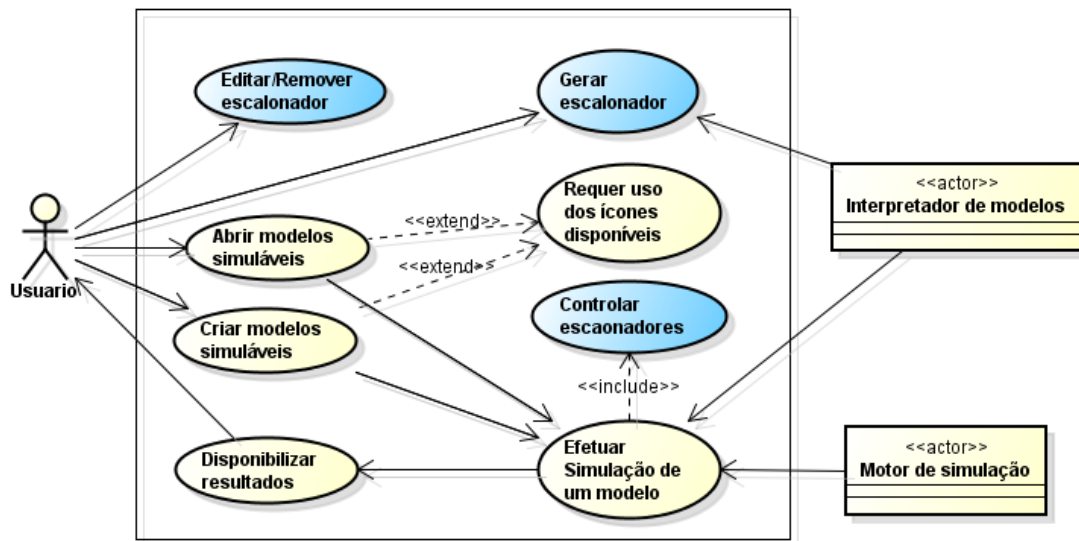 Editar/Remover
escalonador
Gerar
escalonador
<<actor>>
Interpretador de modelos
Requer uso
dos ícones
disponíveis
<<extend>>
Abrir modelos
simuláveis
<<extend>>
Usuario
Controlar
escaonadores
Criar modelos
simuláveis
<<include>>
Efetuar
Simulação de
um modelo
Disponibilizar
resultados
<<actor>>
Motor de simulação